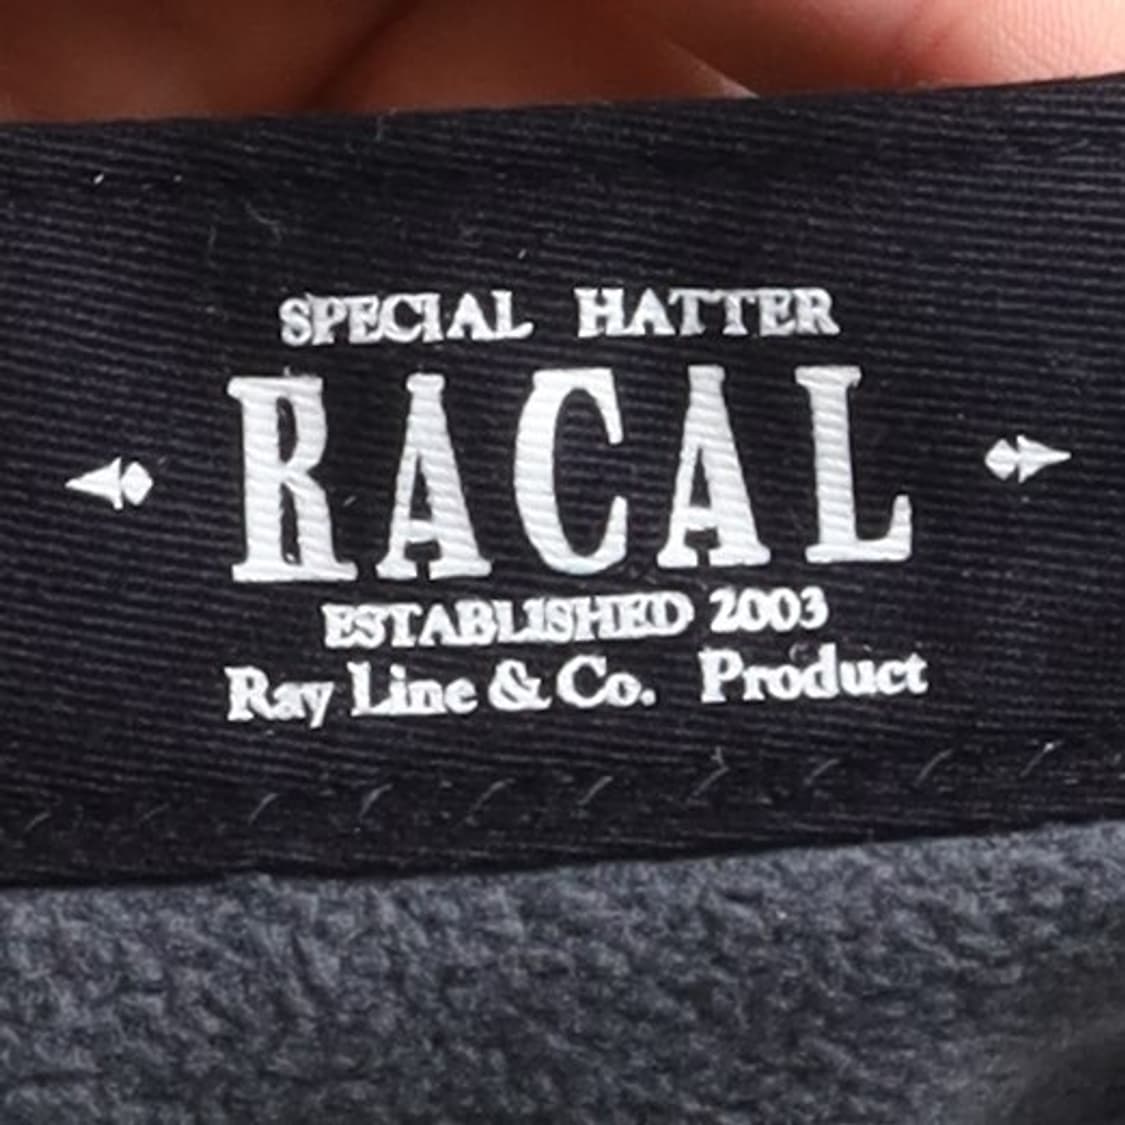 SPECIAL HATTER
RACAL
ESTABLISHED 2003
Ray Line & Co. Product